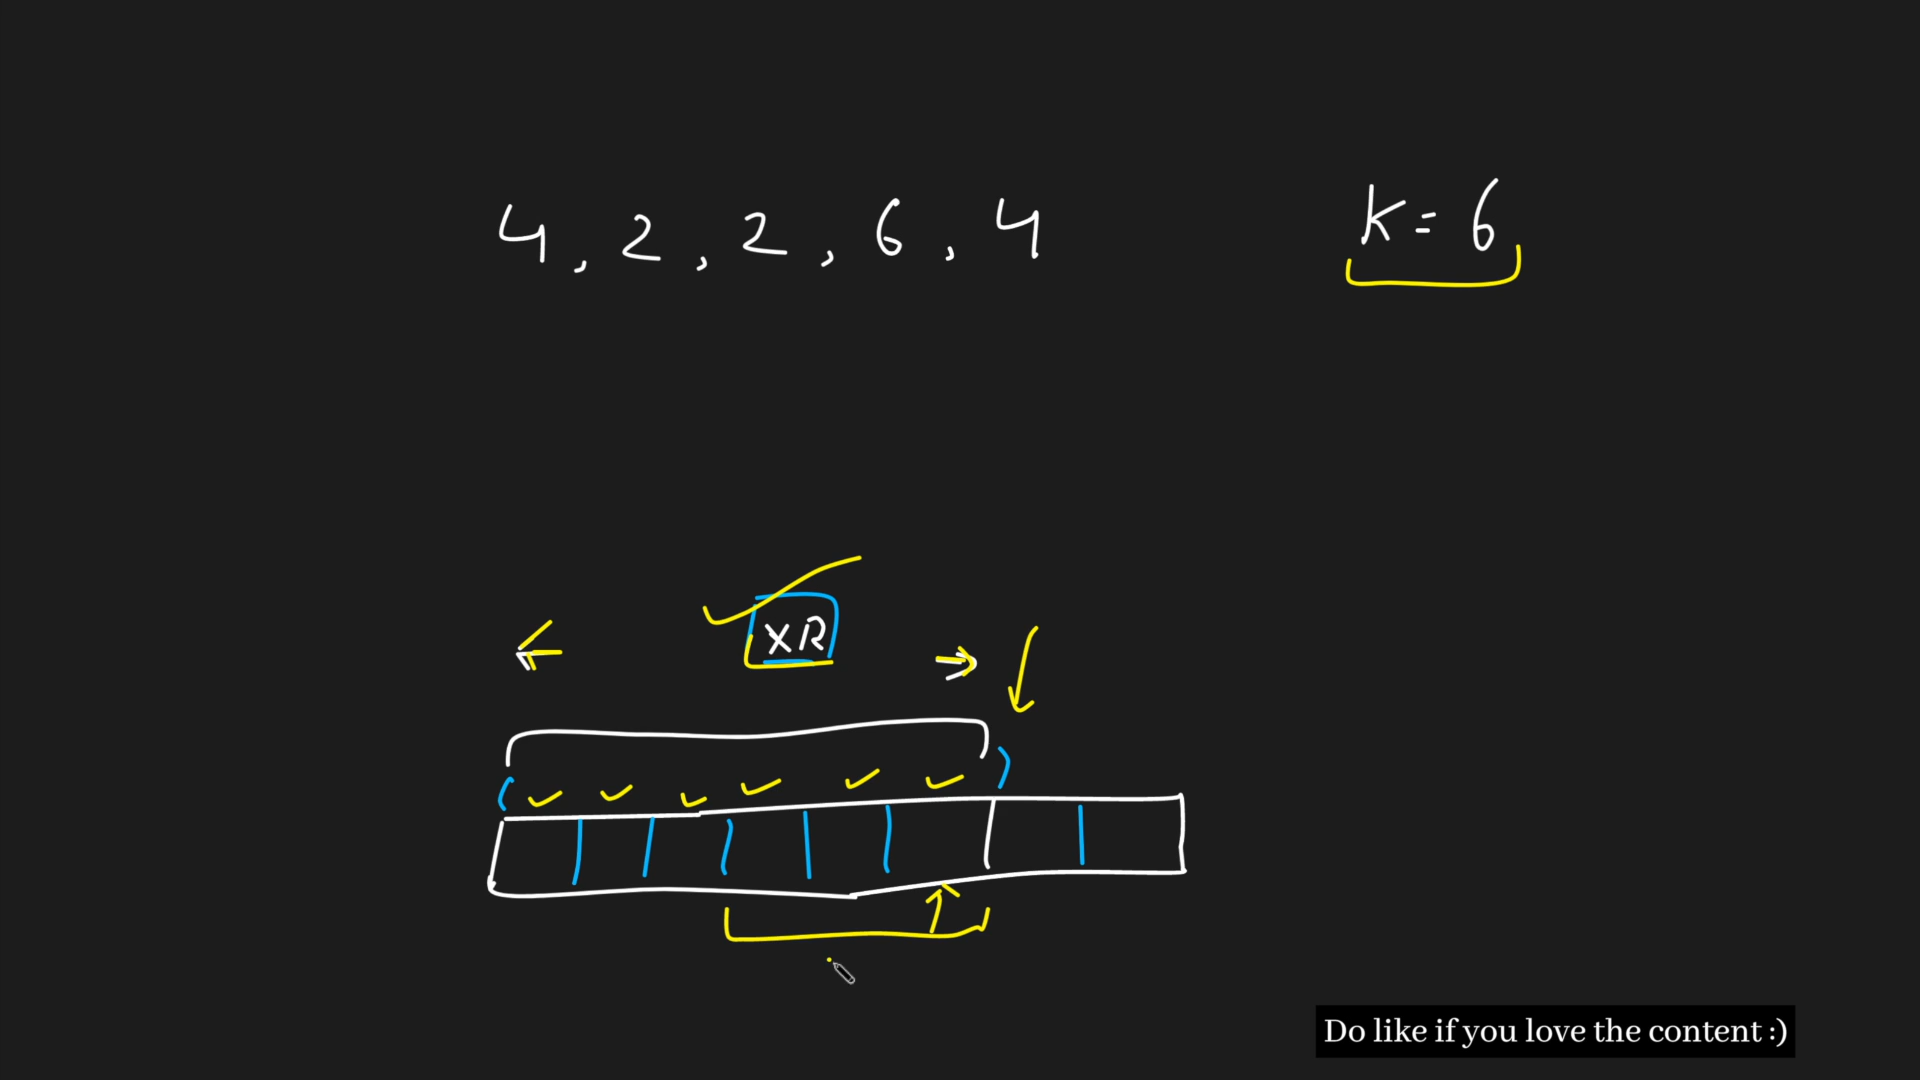 4, 2, 2, 6, 4
K = 6
XR
Do like if you love the content :)